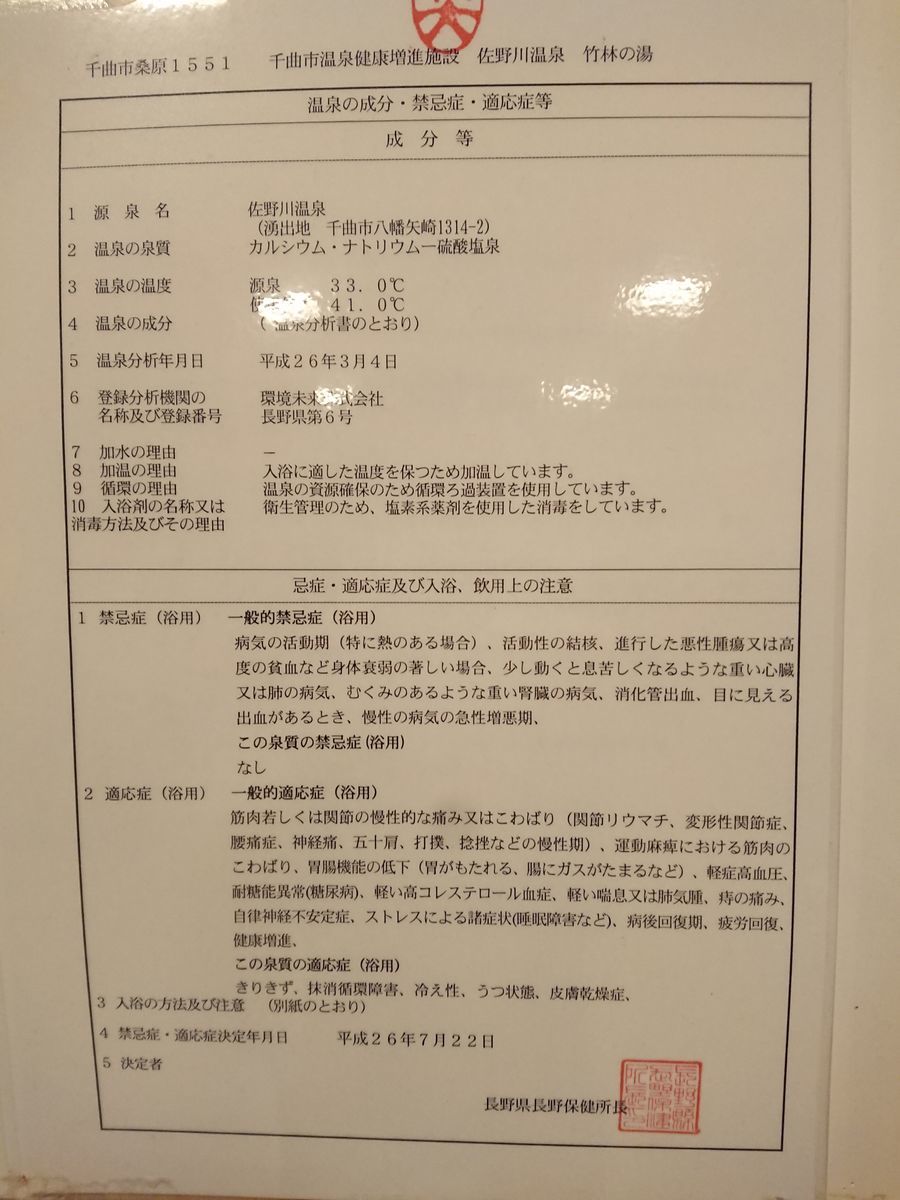 千曲市桑原１５５１　千曲市温泉健康増進施設　佐野川温泉　竹林の湯
温泉の成分・禁忌症・適応症等
成　分　等
1　源　泉　名　佐野川温泉
（湧出地　千曲市八幡矢崎1314-2）
2　温泉の泉質　カルシウム・ナトリウムー硫酸塩泉
3　温泉の温度　源泉　３３．０℃
４１．０℃
4　温泉の成分　（　温泉分析書のとおり）
5　温泉分析年月日　平成２６年３月４日
6　登録分析機関の　環境未来　会社
名称及び登録番号　長野県第６号
7　加水の理由　－
8　加温の理由　入浴に適した温度を保つため加温しています。
9　循環の理由　温泉の資源確保のため循環ろ過装置を使用しています。
10　入浴剤の名称又は　衛生管理のため、塩素系薬剤を使用した消毒をしています。
消毒方法及びその理由
忌症・適応症及び入浴、飲用上の注意
1　禁忌症（浴用）　一般的禁忌症（浴用）
病気の活動期（特に熱のある場合）、活動性の結核、進行した悪性腫瘍又は高
度の貧血など身体衰弱の著しい場合、少し動くと息苦しくなるような重い心臓
又は肺の病気、むくみのあるような重い腎臓の病気、消化管出血、目に見える
出血があるとき、慢性の病気の急性増悪期、
この泉質の禁忌症(浴用)
なし
2　適応症（浴用）　一般的適応症（浴用）
筋肉若しくは関節の慢性的な痛み又はこわばり（関節リウマチ、変形性関節症、
腰痛症、神経痛、五十肩、打撲、捻挫などの慢性期）、運動麻痺における筋肉の
こわばり、胃腸機能の低下（胃がもたれる、腸にガスがたまるなど）、軽症高血圧、
耐糖能異常(糖尿病)、軽い高コレステロール血症、軽い喘息又は肺気腫、痔の痛み、
自律神経不安定症、ストレスによる諸症状(睡眠障害など)、病後回復期、疲労回復、
健康増進、
この泉質の適応症（浴用）
きりきず、抹消循環障害、冷え性、うつ状態、皮膚乾燥症、
3　入浴の方法及び注意　（別紙のとおり）
4　禁忌症・適応症決定年月日　平成２６年７月２２日
5　決定者
長野県長野保健所長